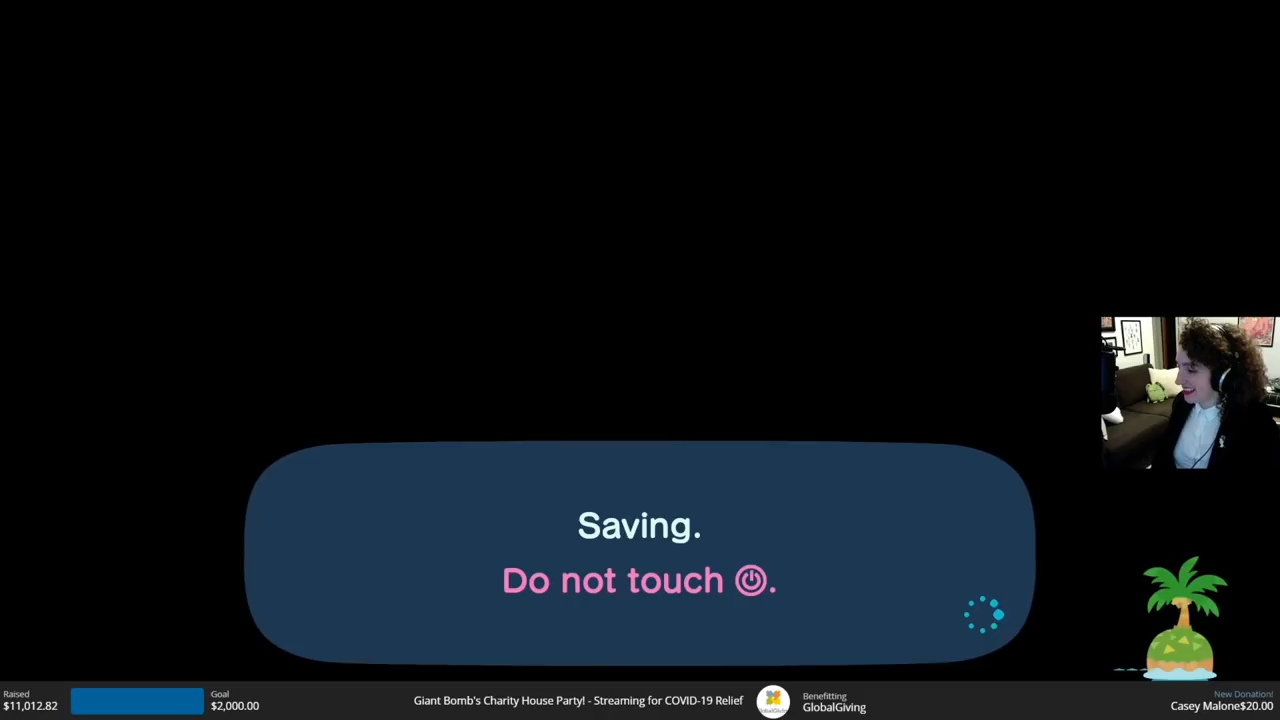 Saving.
Do not touch ⏻.
Raised
$11,012.82
Goal
$2,000.00
Giant Bomb's Charity House Party! - Streaming for COVID-19 Relief
GlobalGiving
Benefitting
GlobalGiving
New Donation!
Casey Malone$20.00